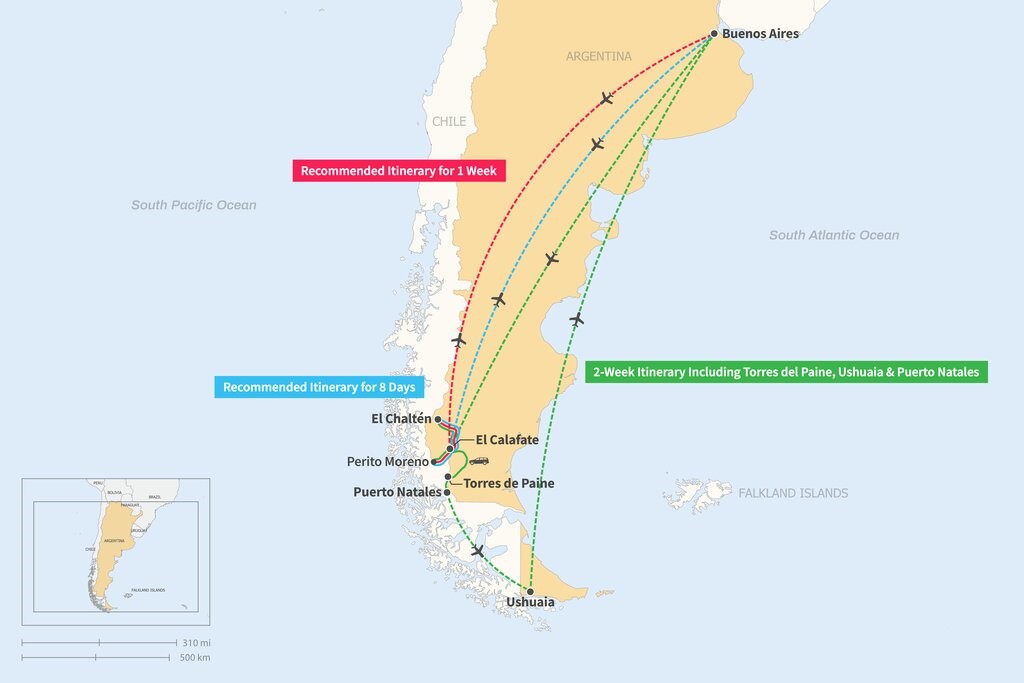 Buenos Aires
ARGENTINA
CHILE
Recommended Itinerary for 1 Week
South Pacific Ocean
South Atlantic Ocean
2-Week Itinerary Including Torres del Paine, Ushuaia & Puerto Natales
Recommended Itinerary for 8 Days
El Chaltén
El Calafate
Perito Moreno
Torres de Paine
Puerto Natales
FALKLAND ISLANDS
Ushuaia
PERU
BOLIVIA
BRAZIL
PARAGUAY
URUGUAY
ARGENTINA
CHILE
FALKLAND ISLANDS
310 mi
500 km